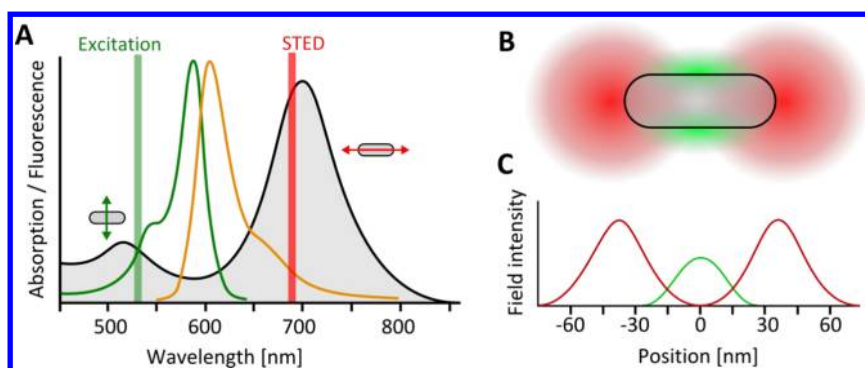 A
Excitation
STED
Absorption / Fluorescence
500
600
700
800
Wavelength [nm]
B
C
Field intensity
-60
-30
0
30
60
Position [nm]